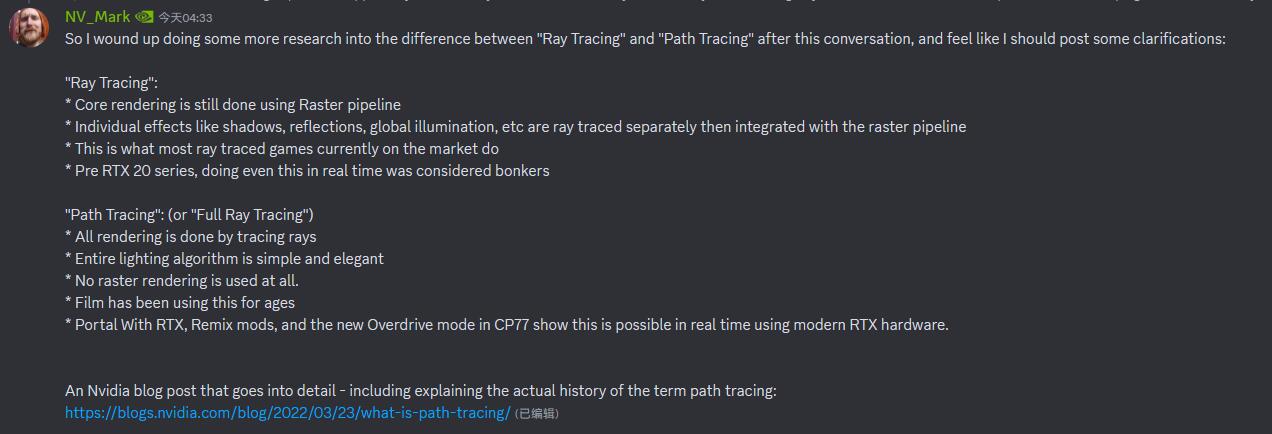 NV_Mark 今天04:33
So I wound up doing some more research into the difference between "Ray Tracing" and "Path Tracing" after this conversation, and feel like I should post some clarifications:
"Ray Tracing":
* Core rendering is still done using Raster pipeline
* Individual effects like shadows, reflections, global illumination, etc are ray traced separately then integrated with the raster pipeline
* This is what most ray traced games currently on the market do
* Pre RTX 20 series, doing even this in real time was considered bonkers
"Path Tracing": (or "Full Ray Tracing")
* All rendering is done by tracing rays
* Entire lighting algorithm is simple and elegant
* No raster rendering is used at all.
* Film has been using this for ages
* Portal With RTX, Remix mods, and the new Overdrive mode in CP77 show this is possible in real time using modern RTX hardware.
An Nvidia blog post that goes into detail - including explaining the actual history of the term path tracing:
https://blogs.nvidia.com/blog/2022/03/23/what-is-path-tracing/ (已编辑)